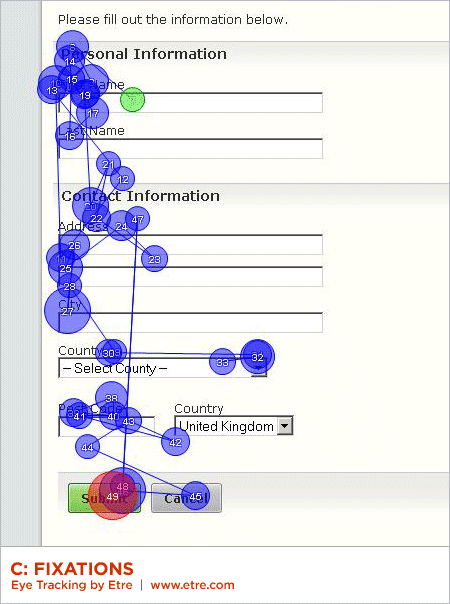 Please fill out the information below.
Personal Information
14
15
13
19
Name
17
16
Last Name
21
12
Contact Information
22
47
Address
24
26
23
11
25
28
27
City
30
County
33
32
-- Select County --
38
Post Code
Country
41
40
43
United Kingdom
42
44
48
45
Submit
49
Cancel
C: FIXATIONS
Eye Tracking by Etre | www.etre.com